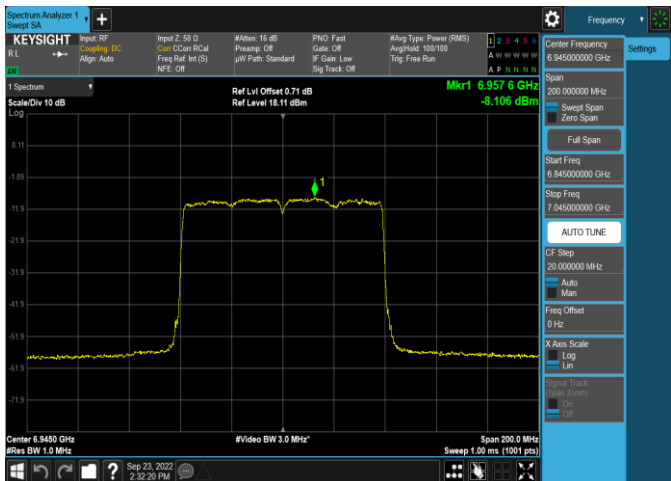 Spectrum Analyzer 1
Swept SA
+
Frequency
KEYSIGHT
RL
LW
Input: RF
Coupling: DC
Align: Auto
Input Z: 50 Ω
Corr CCorr RCal
Freq Ref: Int (S)
NFE: Off
#Atten: 16 dB
Preamp: Off
µW Path: Standard
PNO: Fast
Gate: Off
IF Gain: Low
Sig Track: Off
#Avg Type: Power (RMS)
Avg|Hold: 100/100
Trig: Free Run
1 2 3 4 5 6
A W W W W W
A P N N N N
1 Spectrum
Scale/Div 10 dB
Log
Ref Lvl Offset 0.71 dB
Ref Level 18.11 dBm
Mkr1 6.957 6 GHz
-8.106 dBm
8.11
-1.89
-11.9
-21.9
-31.9
-41.9
-51.9
-61.9
-71.9
1
Center 6.9450 GHz
#Res BW 1.0 MHz
#Video BW 3.0 MHz*
Span 200.0 MHz
Sweep 1.00 ms (1001 pts)
Sep 23, 2022
2:32:20 PM
Center Frequency
6.945000000 GHz
Settings
Span
200.000000 MHz
Swept Span
Zero Span
Full Span
Start Freq
6.845000000 GHz
Stop Freq
7.045000000 GHz
AUTO TUNE
CF Step
20.000000 MHz
Auto
Man
Freq Offset
0 Hz
X Axis Scale
Log
Lin
Signal Track
(Span Zoom)
On
Off